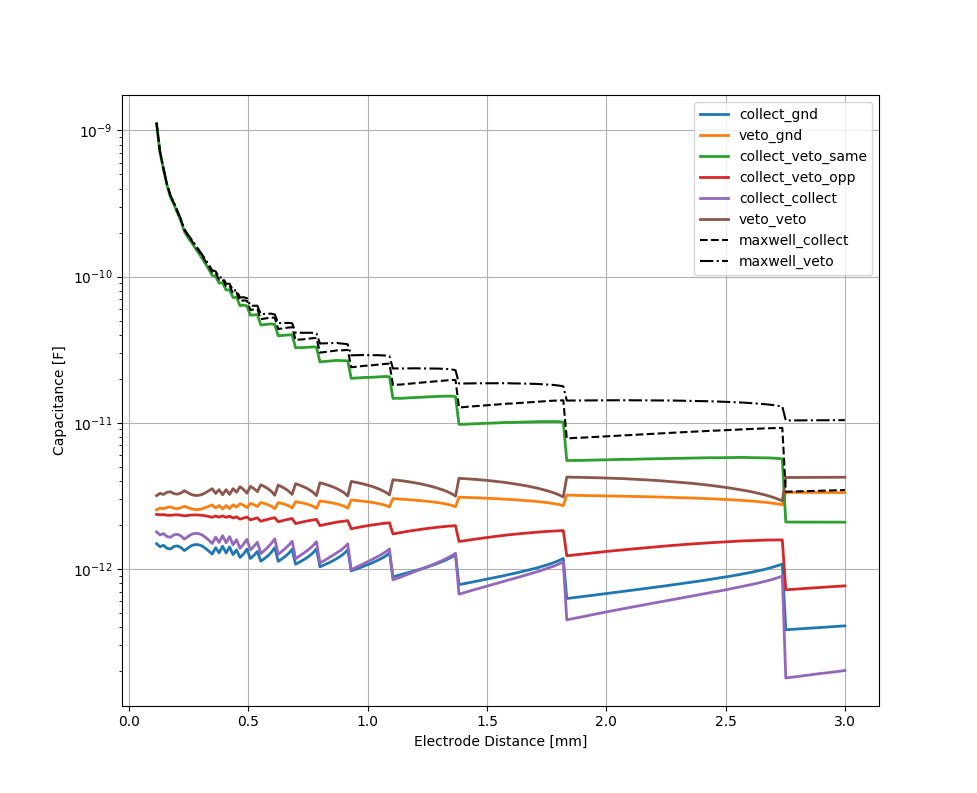 collect_gnd
veto_gnd
collect_veto_same
collect_veto_opp
collect_collect
veto_veto
maxwell_collect
maxwell_veto
10⁻⁹
10⁻¹⁰
10⁻¹¹
10⁻¹²
Capacitance [F]
0.0 0.5 1.0 1.5 2.0 2.5 3.0
Electrode Distance [mm]